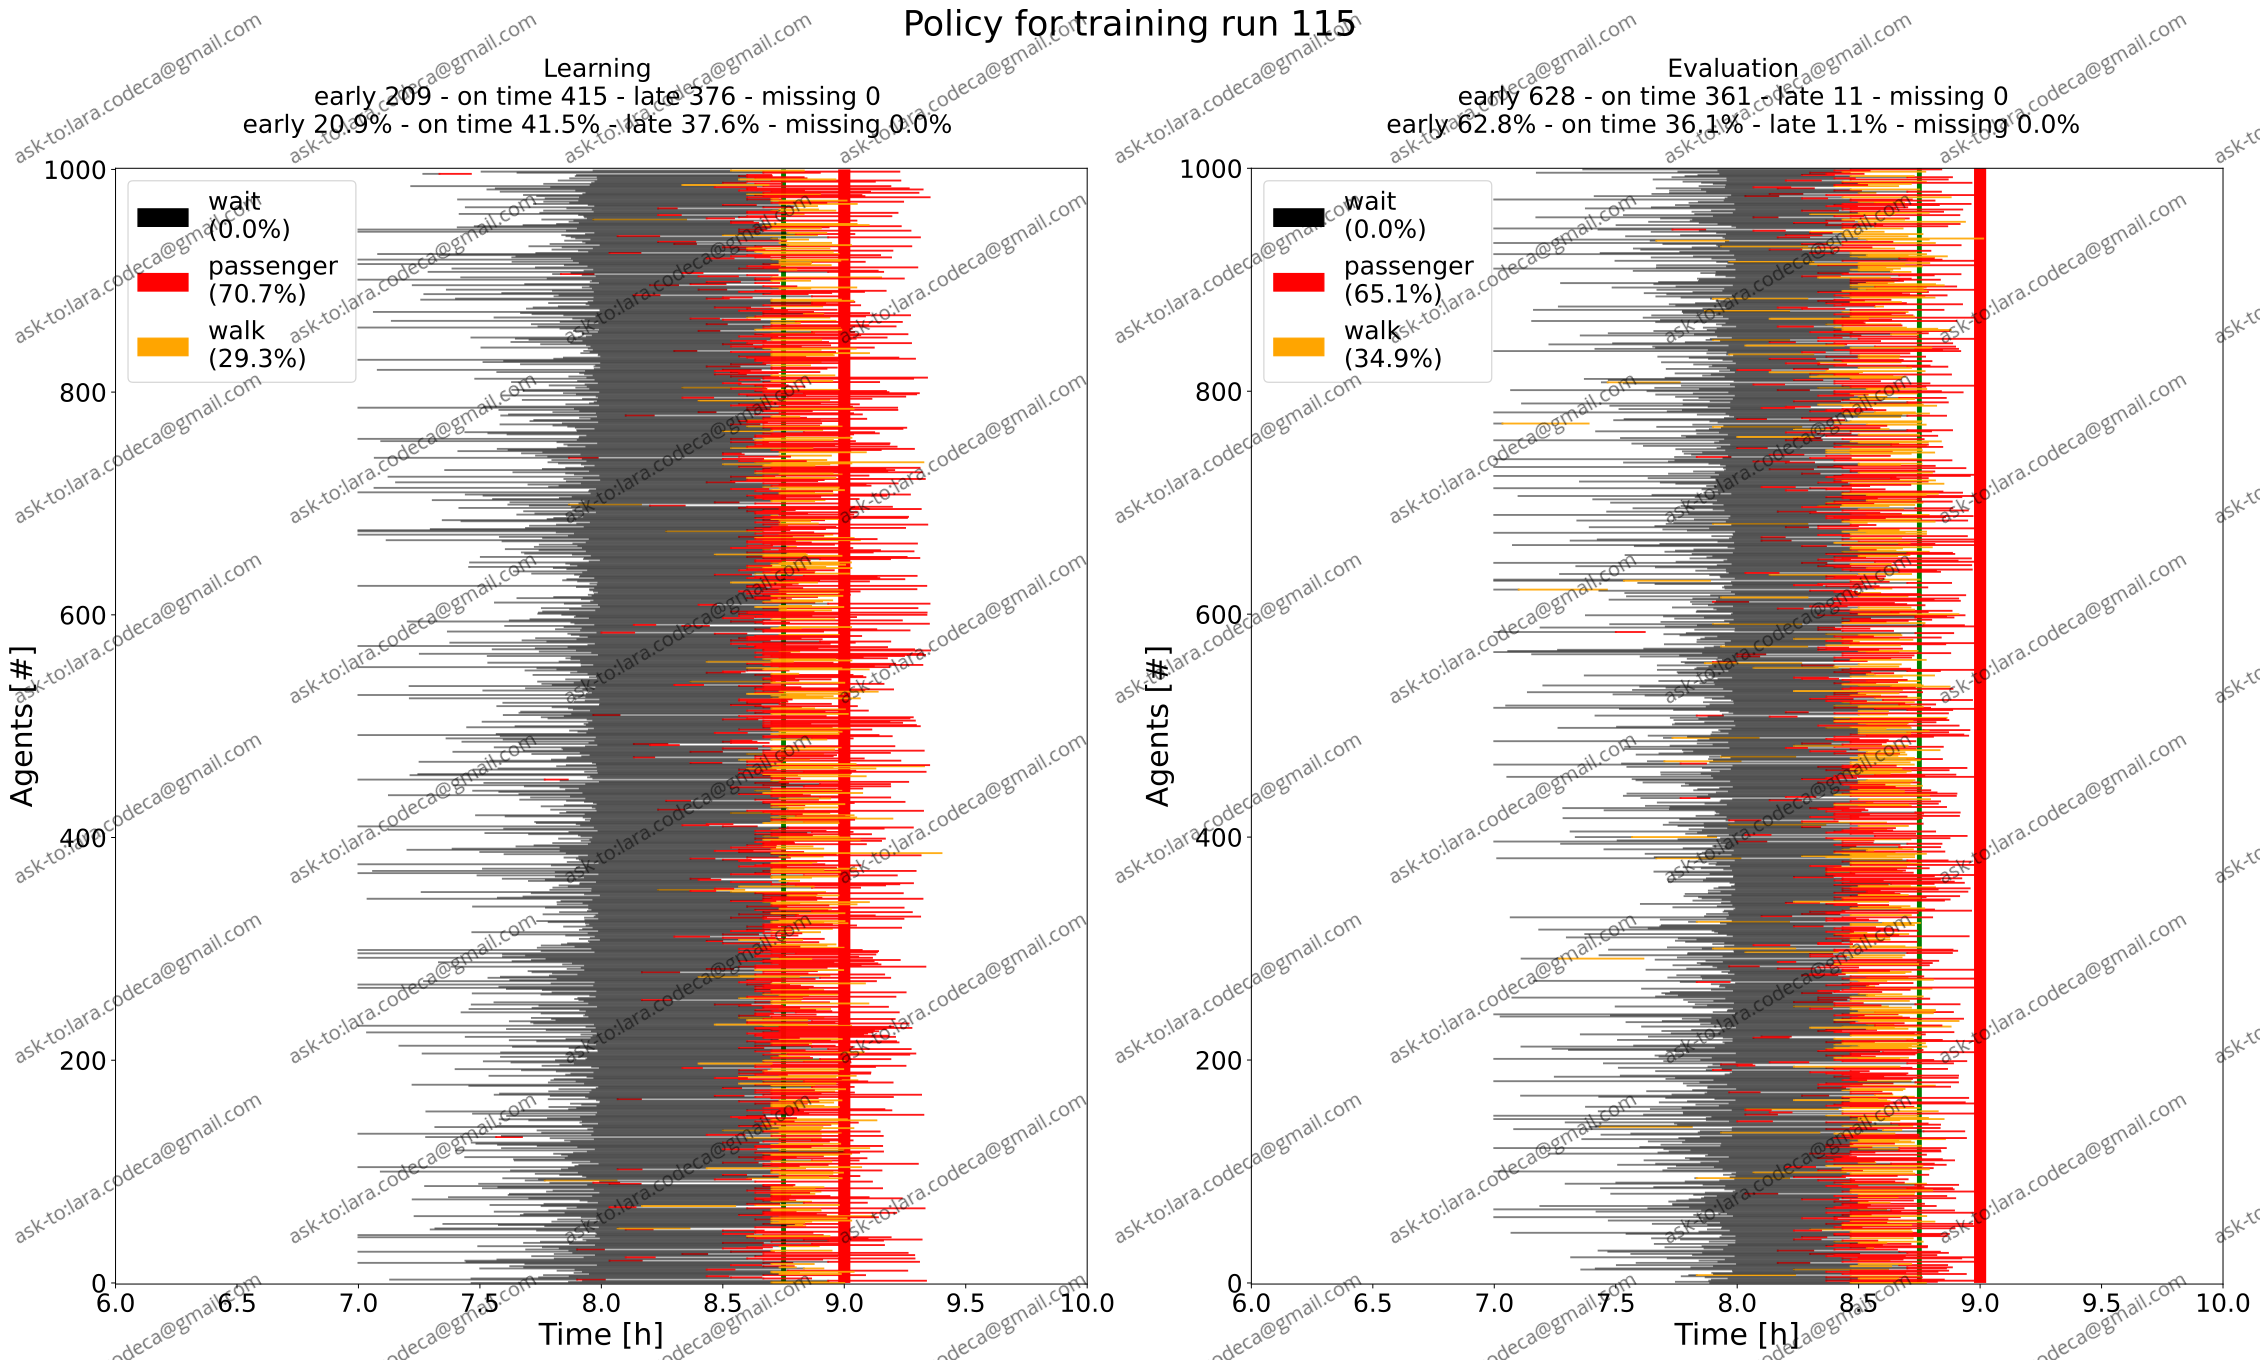 Policy for training run 115
Learning
early 209 - on time 415 - late 376 - missing 0
early 20.9% - on time 41.5% - late 37.6% - missing 0.0%
wait
(0.0%)
passenger
(70.7%)
walk
(29.3%)
1000
800
600
400
200
0
Agents [#]
6.0 6.5 7.0 7.5 8.0 8.5 9.0 9.5 10.0
Time [h]
Evaluation
early 628 - on time 361 - late 11 - missing 0
early 62.8% - on time 36.1% - late 1.1% - missing 0.0%
wait
(0.0%)
passenger
(65.1%)
walk
(34.9%)
1000
800
600
400
200
0
Agents [#]
6.0 6.5 7.0 7.5 8.0 8.5 9.0 9.5 10.0
Time [h]
ask-to:lara.codeca@gmail.com